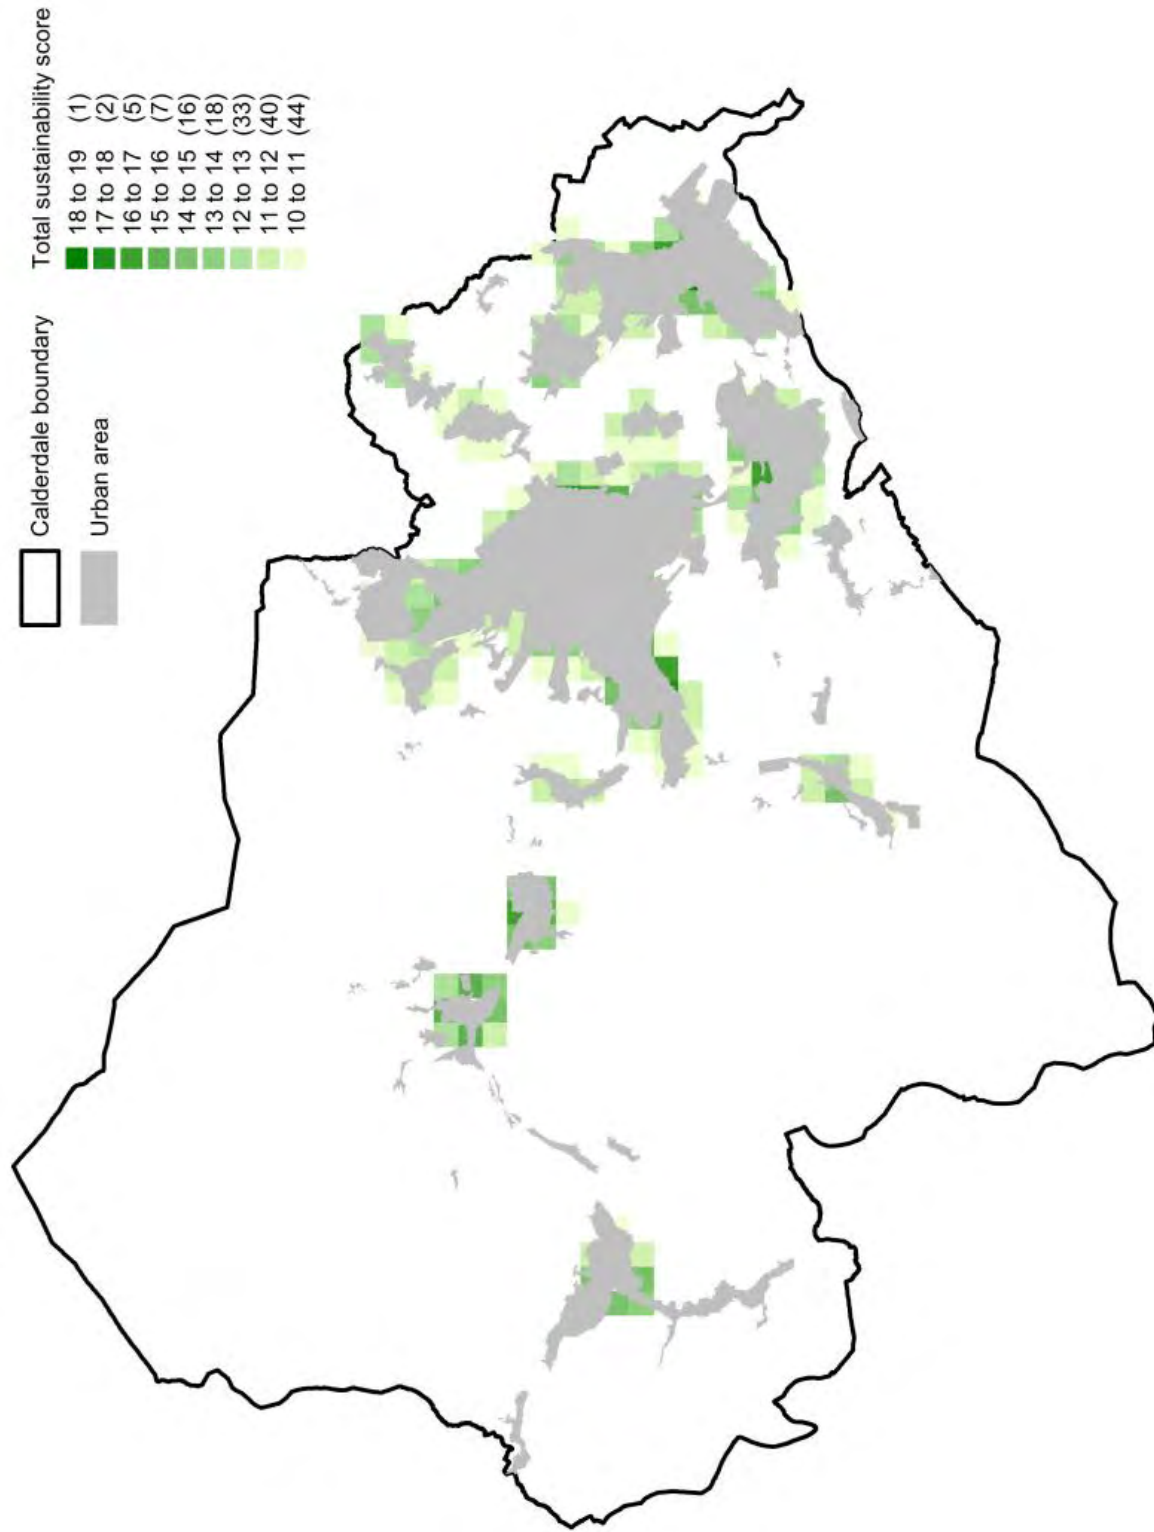 Calderdale boundary
Urban area
Total sustainability score
18 to 19 (1)
17 to 18 (2)
16 to 17 (5)
15 to 16 (7)
14 to 15 (16)
13 to 14 (18)
12 to 13 (33)
11 to 12 (40)
10 to 11 (44)